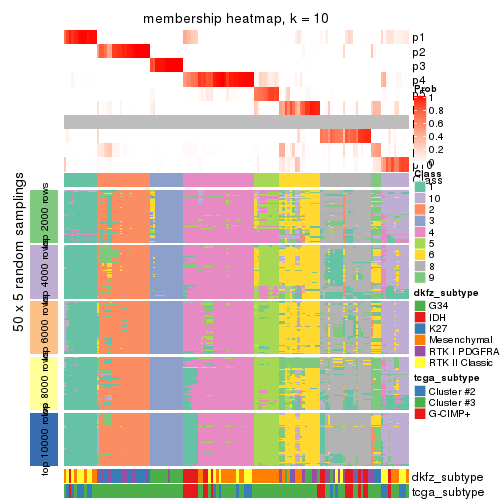 membership heatmap, k = 10
p1
p2
p3
p4
Prob
1
0.8
0.6
0.4
0.2
0
Class
Class
1
10
2
3
4
5
6
8
9
dkfz_subtype
G34
IDH
K27
Mesenchymal
RTK I PDGFRA
RTK II Classic
tcga_subtype
Cluster #2
Cluster #3
G-CIMP+
50 x 5 random samplings
top 2000 rows
top 4000 rows
top 6000 rows
top 8000 rows
top 10000 rows
dkfz_subtype
tcga_subtype